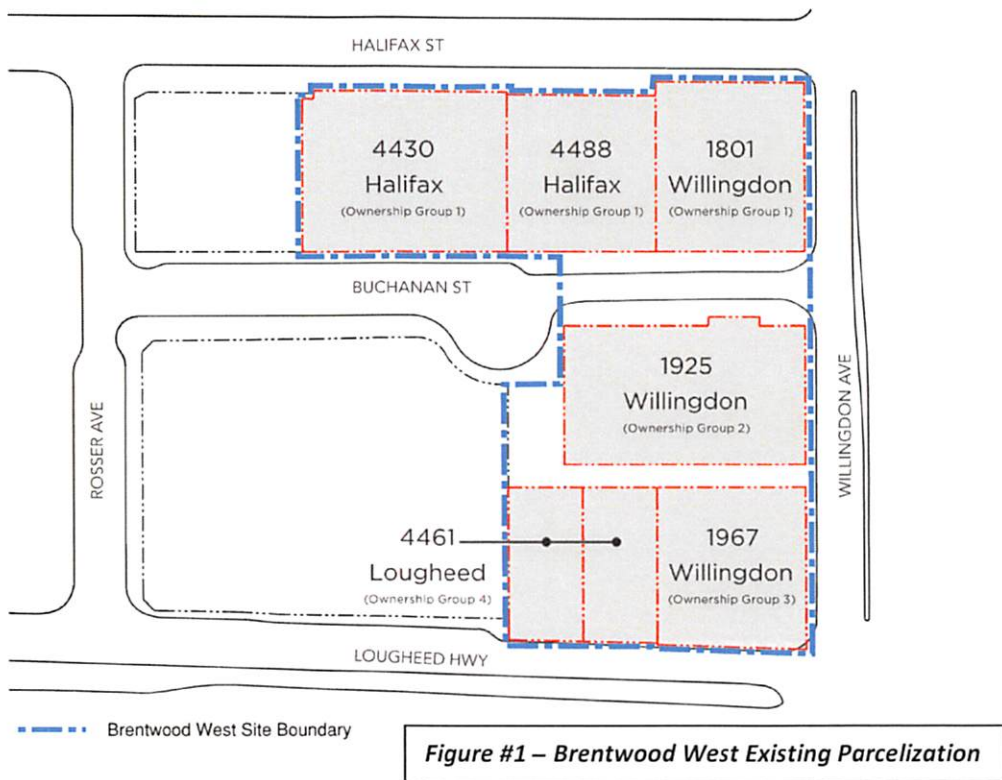 HALIFAX ST
4430
Halifax
(Ownership Group 1)
4488
Halifax
(Ownership Group 1)
1801
Willingdon
(Ownership Group 1)
BUCHANAN ST
1925
Willingdon
(Ownership Group 2)
ROSSER AVE
WILLINGDON AVE
4461
Lougheed
(Ownership Group 4)
1967
Willingdon
(Ownership Group 3)
LOUGHEED HWY
Brentwood West Site Boundary
Figure #1 – Brentwood West Existing Parcelization